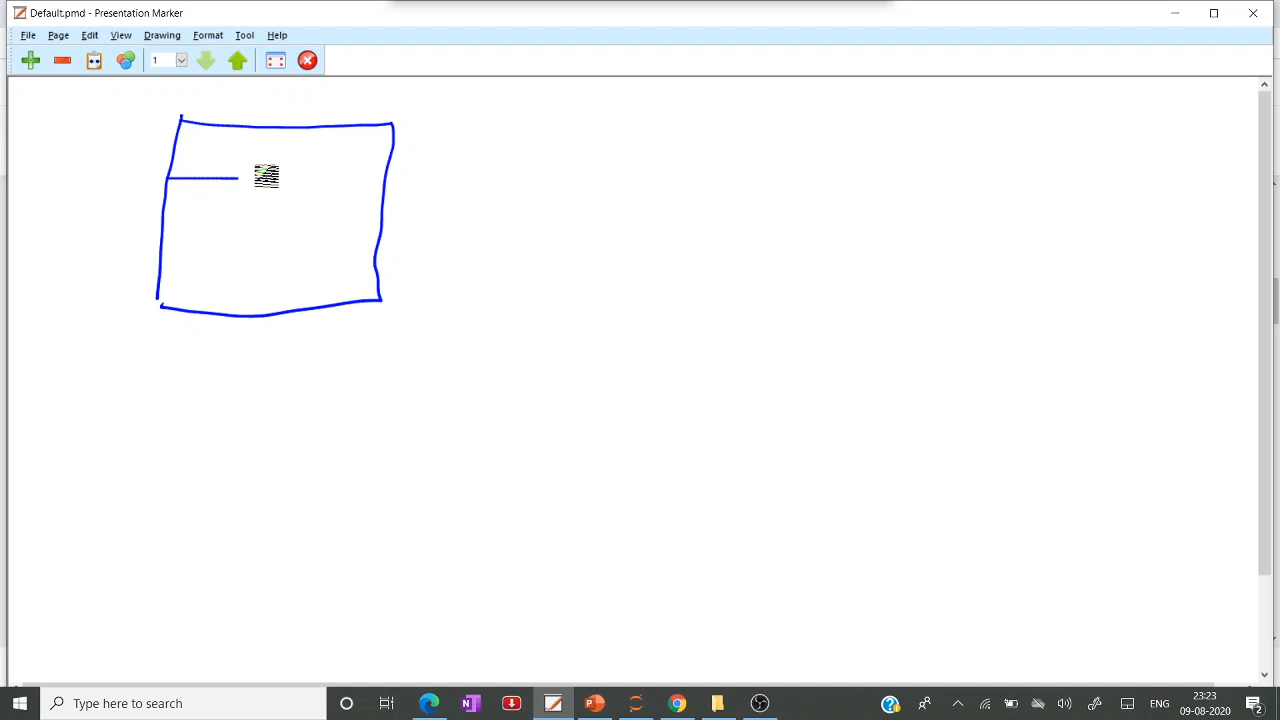 Default.pmd - Presentation Marker
File Page Edit View Drawing Format Tool Help
1
Type here to search
ENG
23:23
09-08-2020
2